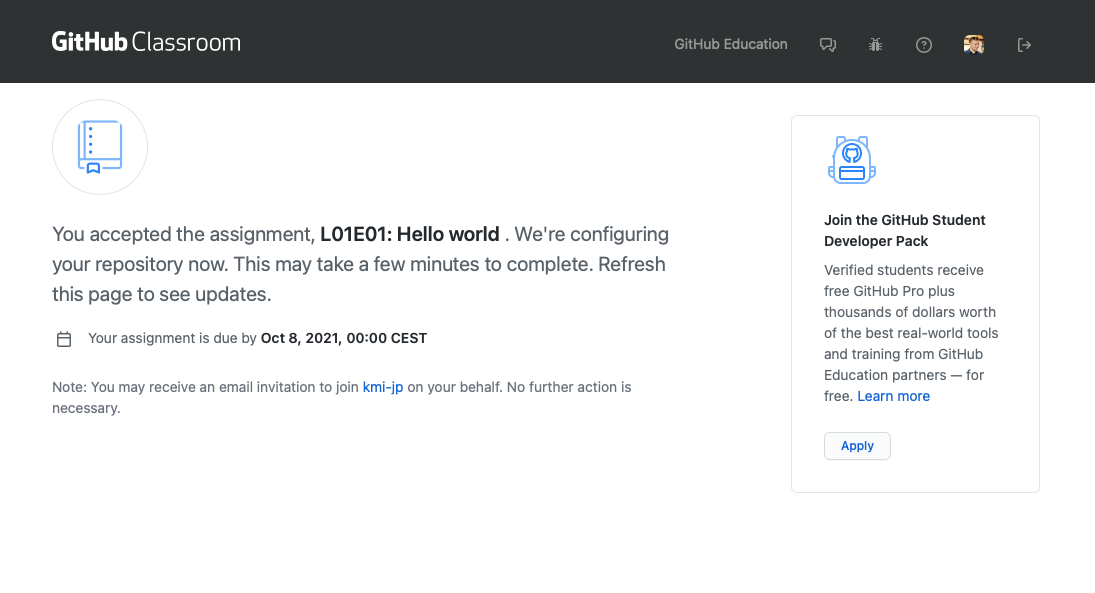 GitHub Classroom
GitHub Education
You accepted the assignment, L01E01: Hello world . We're configuring
your repository now. This may take a few minutes to complete. Refresh
this page to see updates.
Your assignment is due by Oct 8, 2021, 00:00 CEST
Note: You may receive an email invitation to join kmi-jp on your behalf. No further action is
necessary.
Join the GitHub Student
Developer Pack
Verified students receive
free GitHub Pro plus
thousands of dollars worth
of the best real-world tools
and training from GitHub
Education partners — for
free. Learn more
Apply